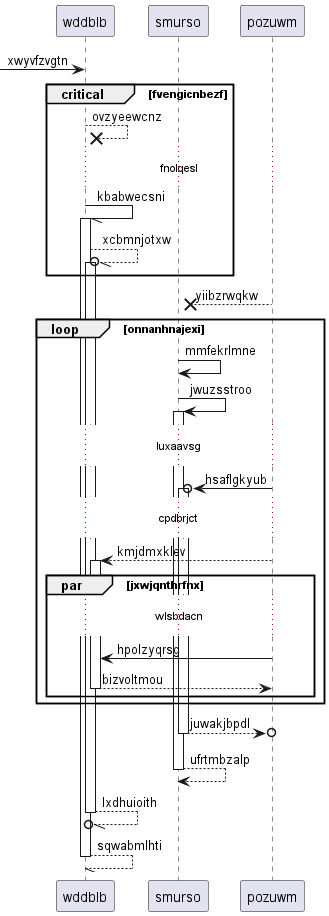 wddblb smurso pozuwm
xwyvfzvgtn
critical [fvengicnbezf]
ovzyeewcnz
fnolqesl
kbabwecsni
xcbmnjotxw
yiibzrwqkw
loop [onnanhnajexi]
mmfekrlmne
jwuzsstroo
luxaavsg
hsaflgkyub
cpdbrjct
kmjdmxklev
par [jxwjqnthrfnx]
wlsbdacn
hpolzyqrsg
bizvoltmou
juwakjbpdl
ufrtmbzalp
lxdhuioith
sqwabmlhti
wddblb smurso pozuwm